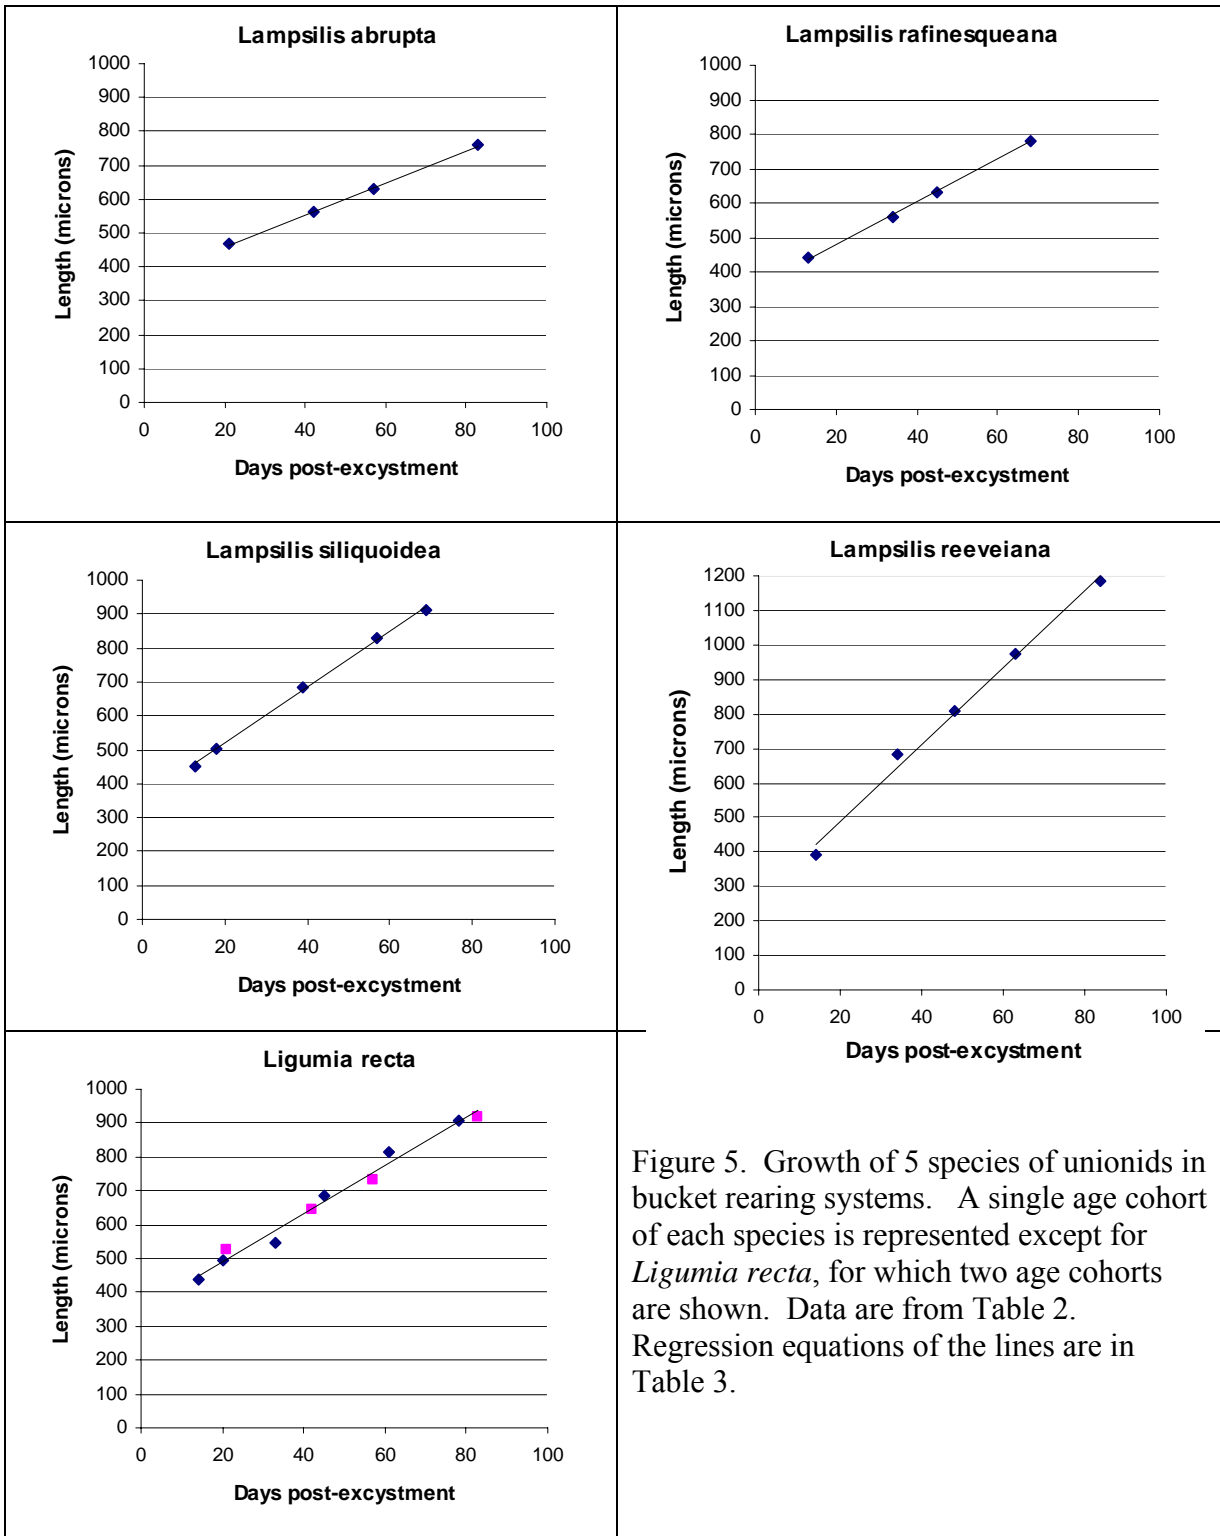 Lampsilis abrupta
1000
900
800
700
600
500
400
300
200
100
0
0 20 40 60 80 100
Length (microns)
Days post-excystment
Lampsilis rafinesqueana
1000
900
800
700
600
500
400
300
200
100
0
0 20 40 60 80 100
Length (microns)
Days post-excystment
Lampsilis siliquoidea
1000
900
800
700
600
500
400
300
200
100
0
0 20 40 60 80 100
Length (microns)
Days post-excystment
Lampsilis reeveiana
1200
1100
1000
900
800
700
600
500
400
300
200
100
0
0 20 40 60 80 100
Length (microns)
Days post-excystment
Ligumia recta
1000
900
800
700
600
500
400
300
200
100
0
0 20 40 60 80 100
Length (microns)
Days post-excystment
Figure 5. Growth of 5 species of unionids in
bucket rearing systems. A single age cohort
of each species is represented except for
Ligumia recta, for which two age cohorts
are shown. Data are from Table 2.
Regression equations of the lines are in
Table 3.